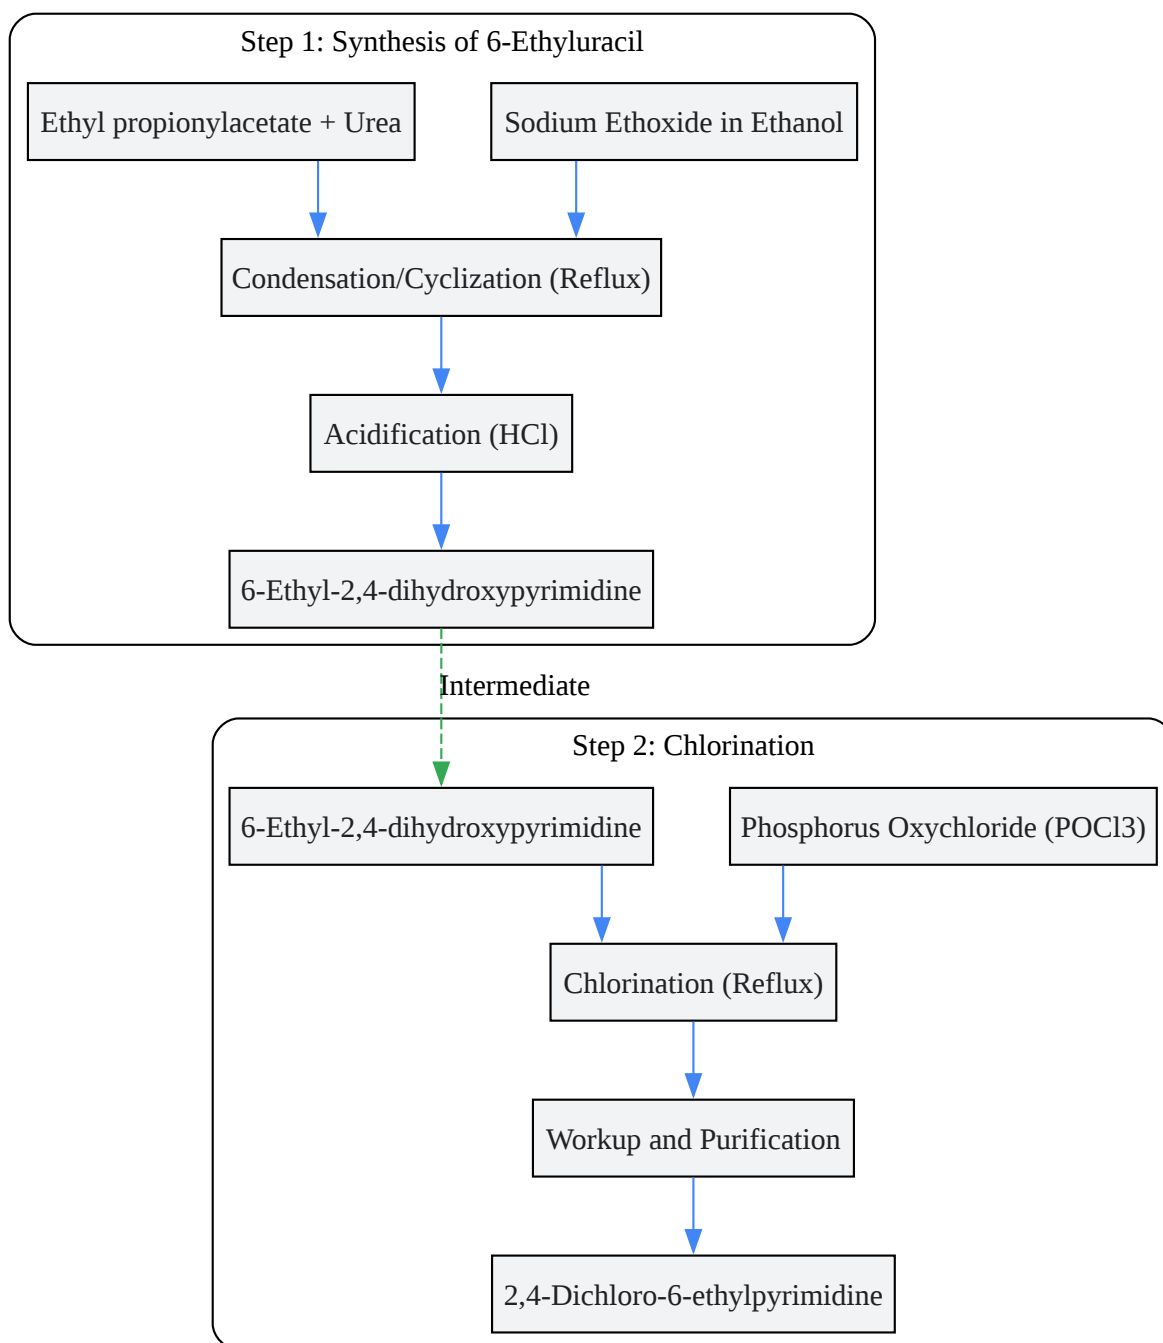 Step 1: Synthesis of 6-Ethyluracil
Ethyl propionylacetate + Urea
Sodium Ethoxide in Ethanol
Condensation/Cyclization (Reflux)
Acidification (HCl)
6-Ethyl-2,4-dihydroxypyrimidine
Intermediate
Step 2: Chlorination
6-Ethyl-2,4-dihydroxypyrimidine
Phosphorus Oxychloride (POCl3)
Chlorination (Reflux)
Workup and Purification
2,4-Dichloro-6-ethylpyrimidine